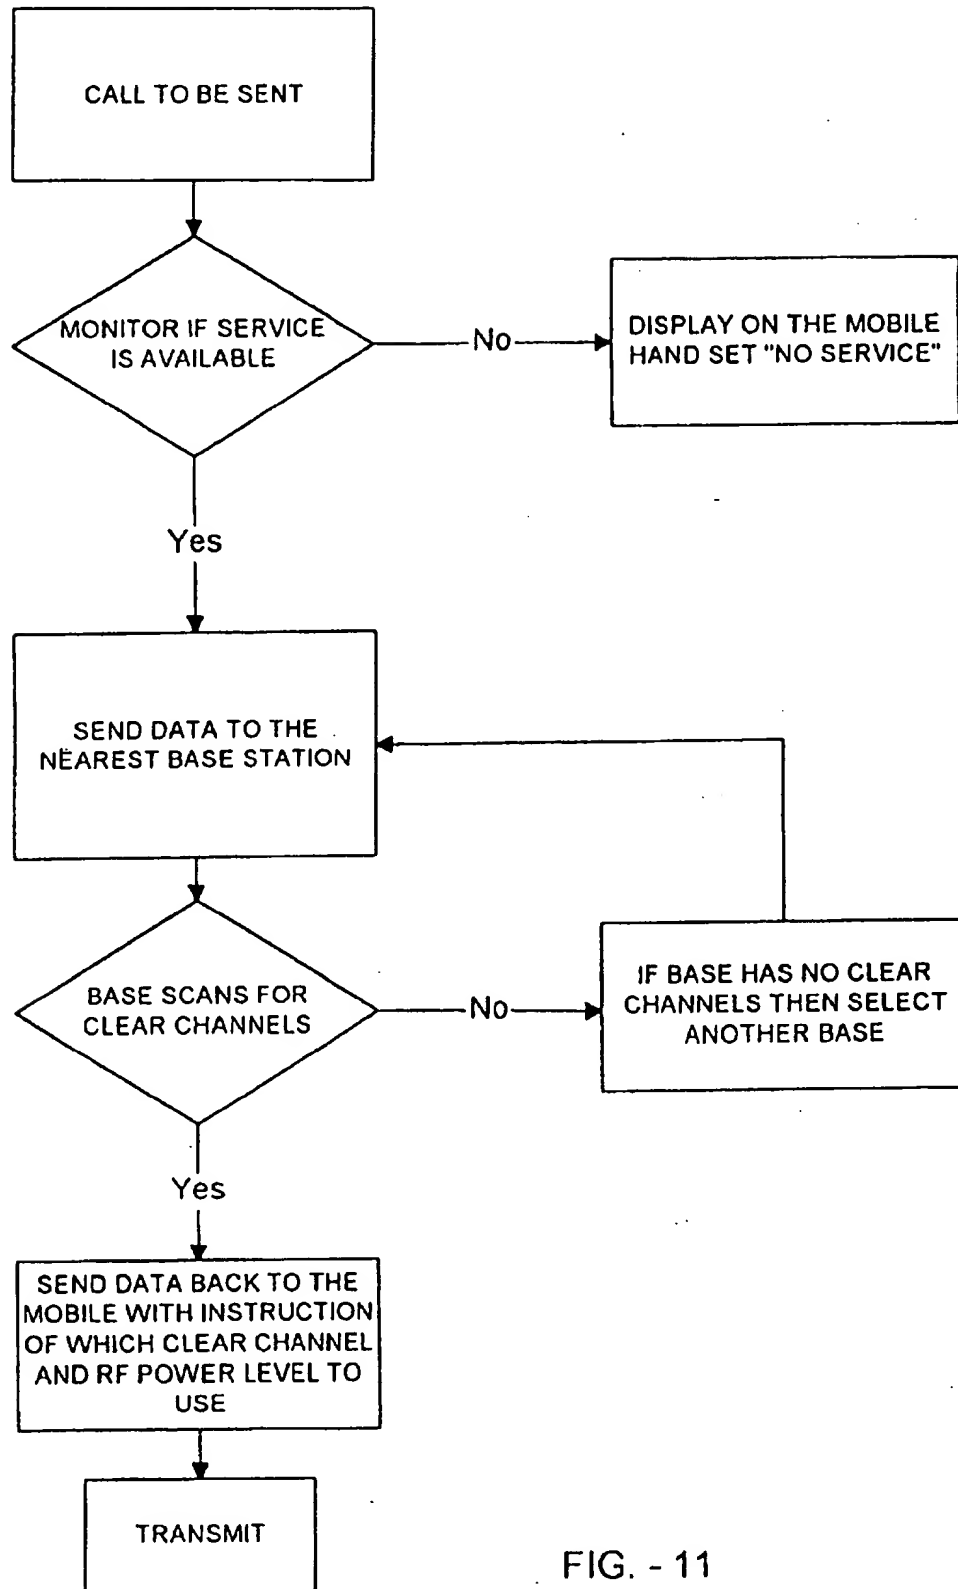 CALL TO BE SENT
MONITOR IF SERVICE
IS AVAILABLE
No
DISPLAY ON THE MOBILE
HAND SET "NO SERVICE"
Yes
SEND DATA TO THE
NEAREST BASE STATION
BASE SCANS FOR
CLEAR CHANNELS
No
IF BASE HAS NO CLEAR
CHANNELS THEN SELECT
ANOTHER BASE
Yes
SEND DATA BACK TO THE
MOBILE WITH INSTRUCTION
OF WHICH CLEAR CHANNEL
AND RF POWER LEVEL TO
USE
TRANSMIT
FIG. - 11